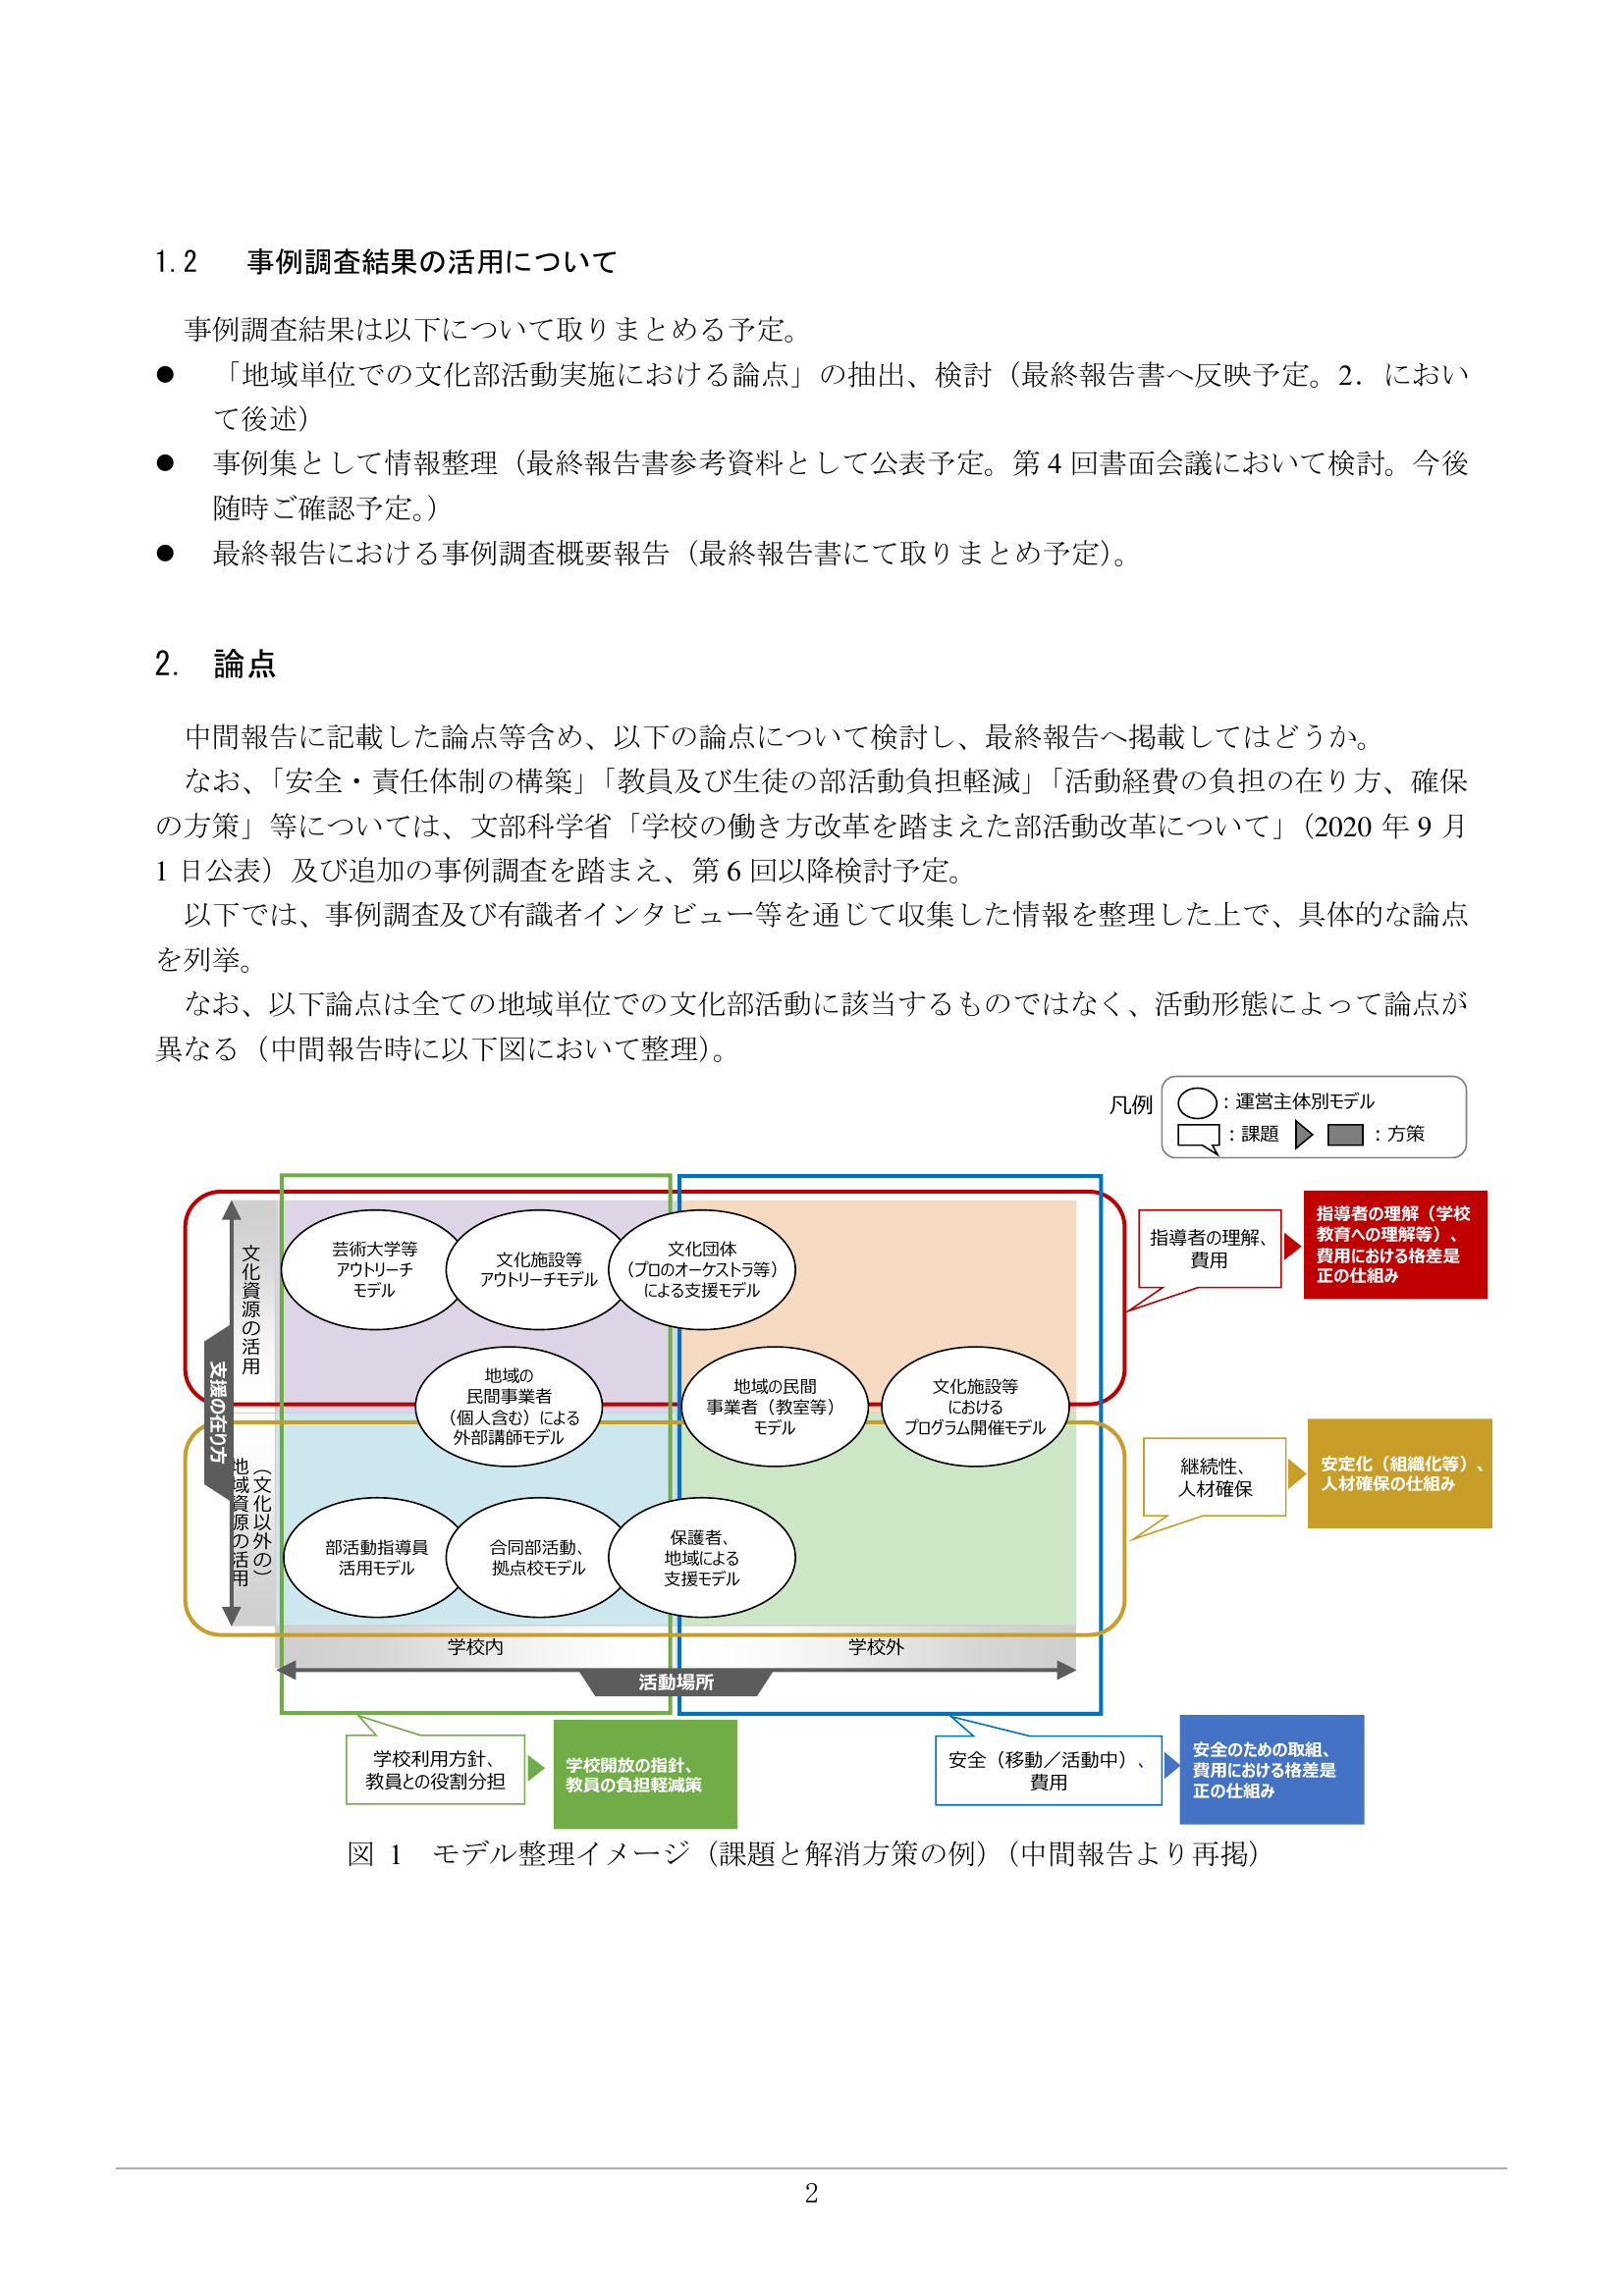 1.2　事例調査結果の活用について
事例調査結果は以下について取りまとめる予定。
● 「地域単位での文化部活動実施における論点」の抽出、検討（最終報告書へ反映予定。2．におい
て後述）
● 事例集として情報整理（最終報告書参考資料として公表予定。第 4 回書面会議において検討。今後
随時ご確認予定。）
● 最終報告における事例調査概要報告（最終報告書にて取りまとめ予定）。
2.　論点
中間報告に記載した論点等含め、以下の論点について検討し、最終報告へ掲載してはどうか。
なお、「安全・責任体制の構築」「教員及び生徒の部活動負担軽減」「活動経費の負担の在り方、確保
の方策」等については、文部科学省「学校の働き方改革を踏まえた部活動改革について」（2020 年 9 月
1 日公表）及び追加の事例調査を踏まえ、第 6 回以降検討予定。
以下では、事例調査及び有識者インタビュー等を通じて収集した情報を整理した上で、具体的な論点
を列挙。
なお、以下論点は全ての地域単位での文化部活動に該当するものではなく、活動形態によって論点が
異なる（中間報告時に以下図において整理）。
凡例
：運営主体別モデル
：課題
：方策
支援の在り方
文化資源の活用
（文化以外の）
地域資源の活用
芸術大学等
アウトリーチ
モデル
文化施設等
アウトリーチモデル
文化団体
（プロのオーケストラ等）
による支援モデル
地域の
民間事業者
（個人含む）による
外部講師モデル
地域の民間
事業者（教室等）
モデル
文化施設等
における
プログラム開催モデル
部活動指導員
活用モデル
合同部活動、
拠点校モデル
保護者、
地域による
支援モデル
学校内
学校外
活動場所
指導者の理解、
費用
指導者の理解（学校
教育への理解等）、
費用における格差是
正の仕組み
継続性、
人材確保
安定化（組織化等）、
人材確保の仕組み
学校利用方針、
教員との役割分担
学校開放の指針、
教員の負担軽減策
安全（移動／活動中）、
費用
安全のための取組、
費用における格差是
正の仕組み
図 1　モデル整理イメージ（課題と解消方策の例）（中間報告より再掲）
2